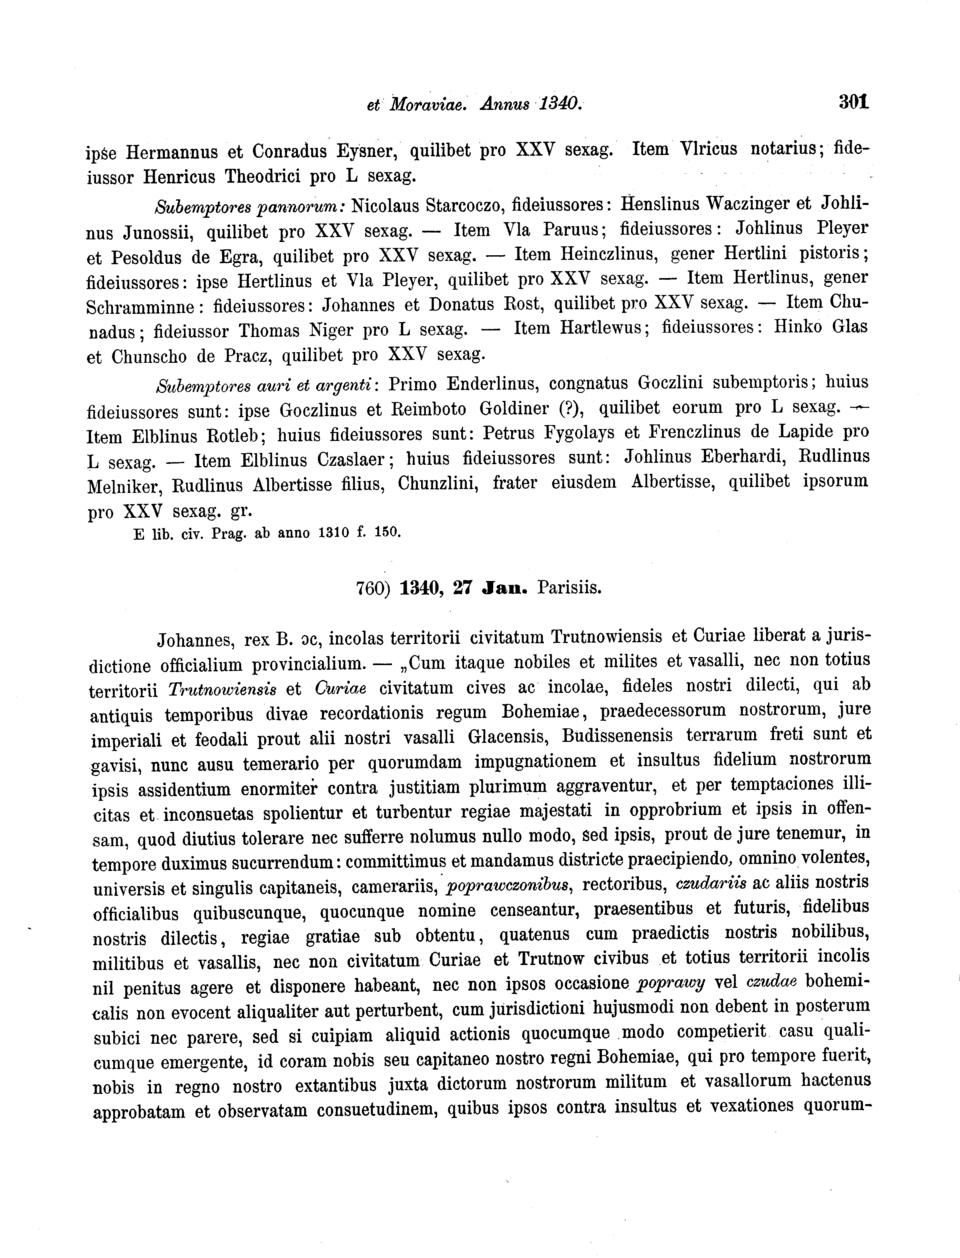 et Moraviae. Annus 1340. 301
ipse Hermannus et Conradus Eysner, quilibet pro XXV sexag. Item Vlricus notarius; fide-
iussor Henricus Theodrici pro L sexag.
Subemptores pannorum: Nicolaus Starcoczo, fideiussores: Henslinus Waczinger et Johli-
nus Junossii, quilibet pro XXV sexag. — Item Vla Paruus; fideiussores: Johlinus Pleyer
et Pesoldus de Egra, quilibet pro XXV sexag. — Item Heinczlinus, gener Hertlini pistoris;
fideiussores: ipse Hertlinus et Vla Pleyer, quilibet pro XXV sexag. — Item Hertlinus, gener
Schramminne: fideiussores: Johannes et Donatus Rost, quilibet pro XXV sexag. — Item Chu-
nadus; fideiussor Thomas Niger pro L sexag. — Item Hartlewus; fideiussores: Hinko Glas
et Chunscho de Pracz, quilibet pro XXV sexag.
Subemptores auri et argenti: Primo Enderlinus, congnatus Goczlini subemptoris; huius
fideiussores sunt: ipse Goczlinus et Reimboto Goldiner (?), quilibet eorum pro L sexag. —
Item Elblinus Rotleb; huius fideiussores sunt: Petrus Fygolays et Frenczlinus de Lapide pro
L sexag. — Item Elblinus Czaslaer; huius fideiussores sunt: Johlinus Eberhardi, Rudlinus
Melniker, Rudlinus Albertisse filius, Chunzlini, frater eiusdem Albertisse, quilibet ipsorum
pro XXV sexag. gr.
E lib. civ. Prag. ab anno 1310 f. 150.
760) 1340, 27 Jan. Parisiis.
Johannes, rex B. ɔc, incolas territorii civitatum Trutnowiensis et Curiae liberat a juris-
dictione officialium provincialium. — „Cum itaque nobiles et milites et vasalli, nec non totius
territorii Trutnowiensis et Curiae civitatum cives ac incolae, fideles nostri dilecti, qui ab
antiquis temporibus divae recordationis regum Bohemiae, praedecessorum nostrorum, jure
imperiali et feodali prout alii nostri vasalli Glacensis, Budissenensis terrarum freti sunt et
gavisi, nunc ausu temerario per quorumdam impugnationem et insultus fidelium nostrorum
ipsis assidentium enormiter contra justitiam plurimum aggraventur, et per temptaciones illi-
citas et inconsuetas spolientur et turbentur regiae majestati in opprobrium et ipsis in offen-
sam, quod diutius tolerare nec sufferre nolumus nullo modo, sed ipsis, prout de jure tenemur, in
tempore duximus sucurrendum: committimus et mandamus districte praecipiendo, omnino volentes,
universis et singulis capitaneis, camerariis, poprawczonibus, rectoribus, czudariis ac aliis nostris
officialibus quibuscunque, quocunque nomine censeantur, praesentibus et futuris, fidelibus
nostris dilectis, regiae gratiae sub obtentu, quatenus cum praedictis nostris nobilibus,
militibus et vasallis, nec non civitatum Curiae et Trutnow civibus et totius territorii incolis
nil penitus agere et disponere habeant, nec non ipsos occasione poprawy vel czudae bohemi-
calis non evocent aliqualiter aut perturbent, cum jurisdictioni hujusmodi non debent in posterum
subici nec parere, sed si cuipiam aliquid actionis quocumque modo competierit casu quali-
cumque emergente, id coram nobis seu capitaneo nostro regni Bohemiae, qui pro tempore fuerit,
nobis in regno nostro extantibus juxta dictorum nostrorum militum et vasallorum hactenus
approbatam et observatam consuetudinem, quibus ipsos contra insultus et vexationes quorum-